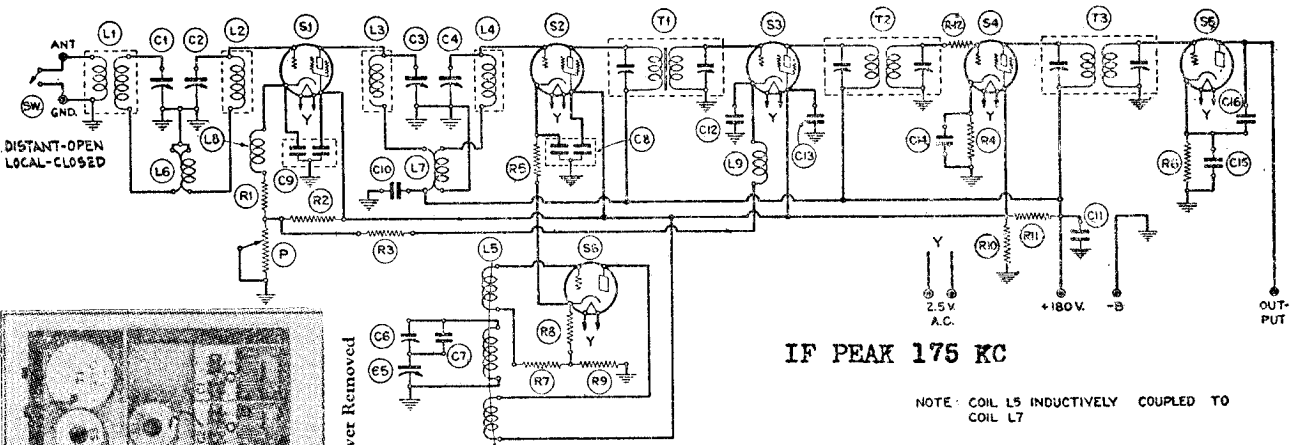 L1 C1 C2 L2 S1 L3 C3 C4 L4 S2 T1 S3 T2 R12 S4 T3 S5
ANT
SW.
GND.
DISTANT-OPEN
LOCAL-CLOSED
L6
L8
Y
C9
R1
R2
P
R3
C10
L7
Y
C8
R5
C12
Y
C13
L9
C14
Y
R4
C16
Y
R6
C15
R10
R11
C11
Y
2.5 V.
A.C.
+180 V.
-B
OUT-
PUT
L5
S6
C6
C7
C5
R8
Y
R7
R9
IF PEAK 175 KC
NOTE: COIL L5 INDUCTIVELY COUPLED TO
COIL L7
ver Removed